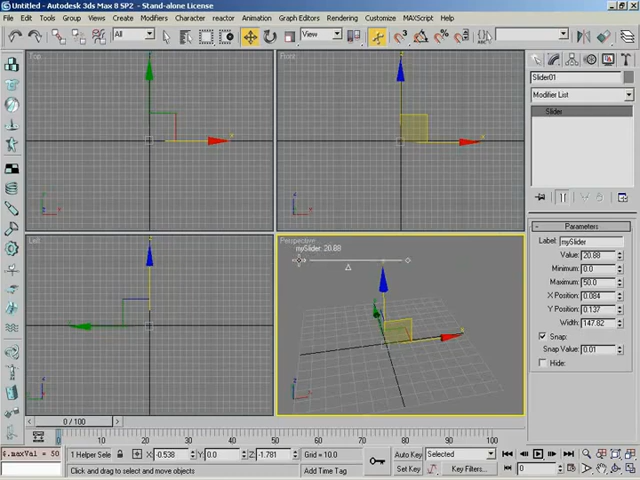 Untitled - Autodesk 3ds Max 8 SP2 - Stand-alone License
File Edit Tools Group Views Create Modifiers Character reactor Animation Graph Editors Rendering Customize MAXScript Help
All
View
Top
Front
Left
Perspective
mySlider: 20.88
Slider01
Modifier List
Slider
Parameters
Label: mySlider
Value: 20.88
Minimum: 0.0
Maximum: 50.0
X Position: 0.084
Y Position: 0.137
Width: 147.82
Snap:
Snap Value: 0.01
Hide:
0 / 100
0 10 20 30 40 50 60 70 80 90 100
$.maxVal = 50
1 Helper Sele
X: -0.538 Y: 0.0 Z: -1.781
Grid = 10.0
Auto Key Selected
Click and drag to select and move objects
Add Time Tag
Set Key Key Filters...
0